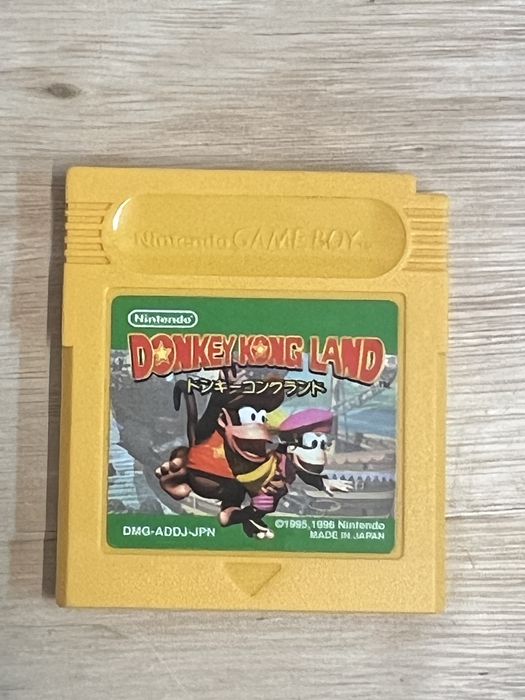 Nintendo GAME BOY TM
Nintendo
DONKEY KONG LAND
ドンキーコングランド
DMG-ADDJ-JPN
©1995,1996 Nintendo
MADE IN JAPAN